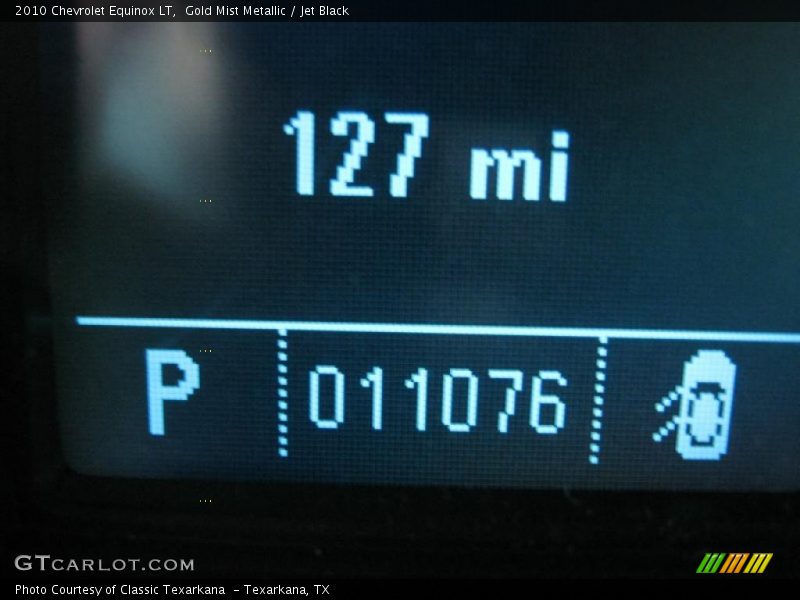 2010 Chevrolet Equinox LT,  Gold Mist Metallic / Jet Black
127 mi
P 011076
GTCARLOT.COM
Photo Courtesy of Classic Texarkana  - Texarkana, TX